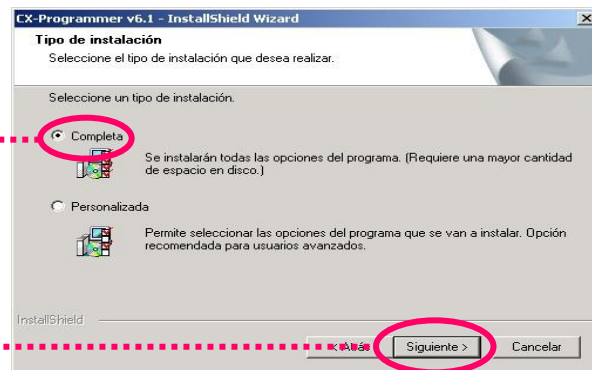 CX-Programmer v6.1 - InstallShield Wizard
Tipo de instalación
Seleccione el tipo de instalación que desea realizar.
Seleccione un tipo de instalación.
Completa
Se instalarán todas las opciones del programa. (Requiere una mayor cantidad
de espacio en disco.)
Personalizada
Permite seleccionar las opciones del programa que se van a instalar. Opción
recomendada para usuarios avanzados.
InstallShield
< Atrás Siguiente > Cancelar